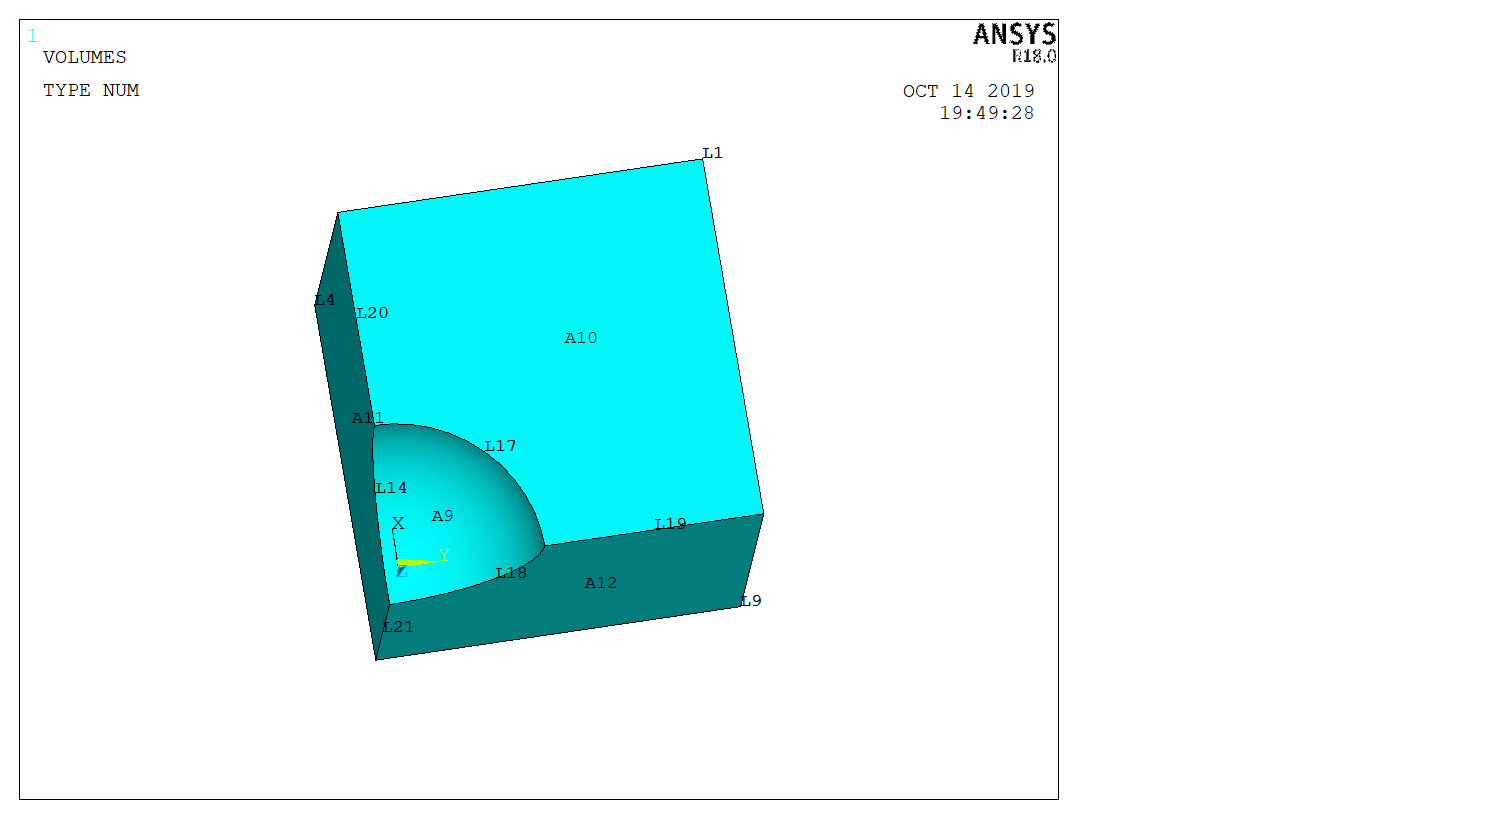 1
ANSYS
VOLUMES
R18.0
TYPE NUM
OCT 14 2019
19:49:28
L1
L4
L20
A10
A11
L17
L14
A9
X
L19
Y
Z
L18
A12
L9
L21